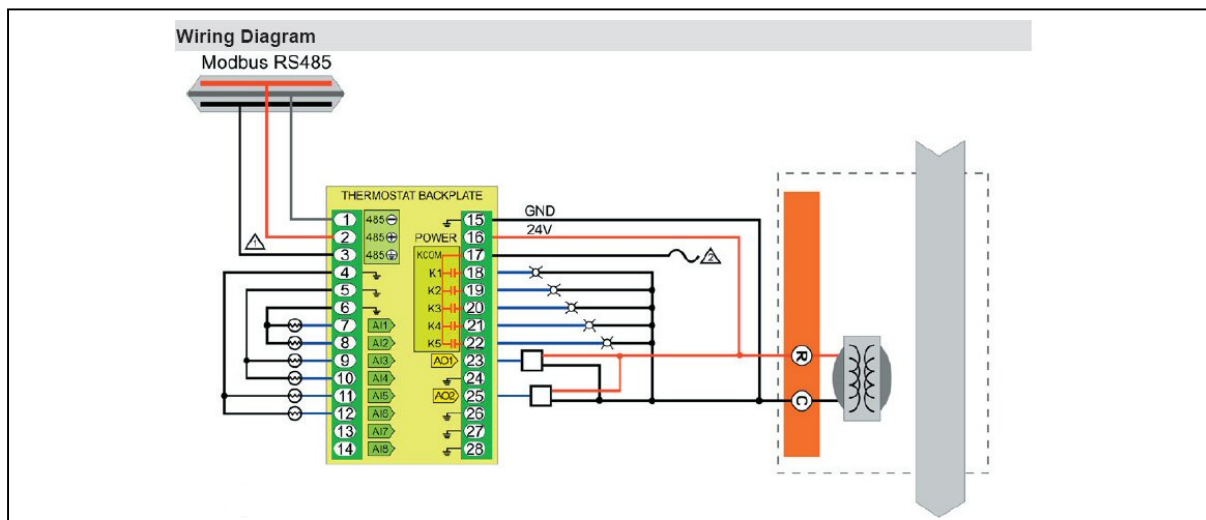 Wiring Diagram
Modbus RS485
THERMOSTAT BACKPLATE
1 485⊖ 15 GND
2 485⊕ POWER 16 24V
3 485⏚ KCOM 17 2
1
4 K1 18
5 K2 19
6 K3 20
7 AI1 K4 21
8 AI2 K5 22
9 AI3 AO1 23 R
10 AI4 24
11 AI5 AO2 25 C
12 AI6 26
13 AI7 27
14 AI8 28